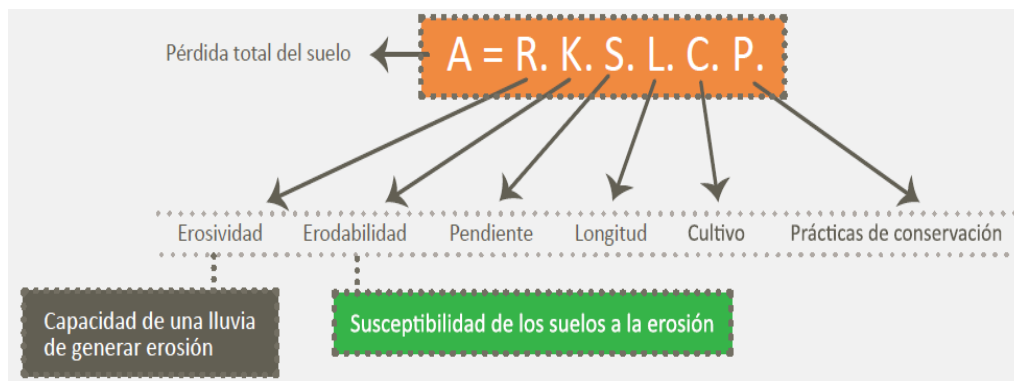 A = R. K. S. L. C. P.
Pérdida total del suelo
Erosividad Erodabilidad Pendiente Longitud Cultivo Prácticas de conservación
Capacidad de una lluvia
de generar erosión
Susceptibilidad de los suelos a la erosión